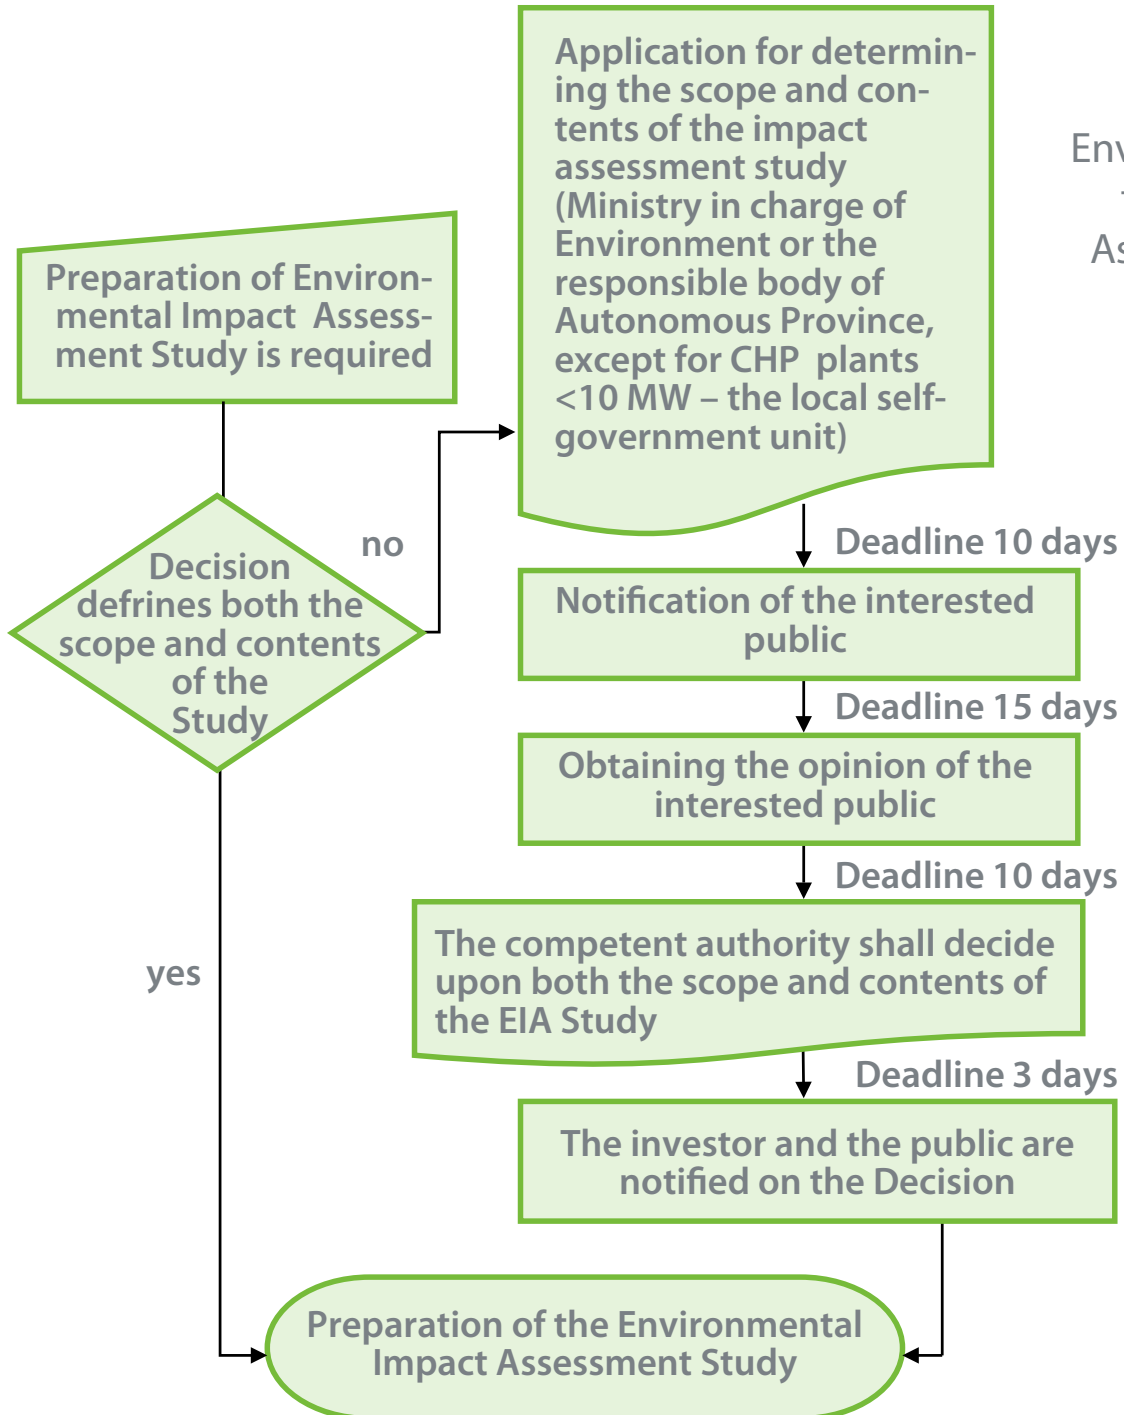 Application for determin-
ing the scope and con-
tents of the impact
assessment study
(Ministry in charge of
Environment or the
responsible body of
Autonomous Province,
except for CHP plants
<10 MW – the local self-
government unit)
Preparation of Environ-
mental Impact Assess-
ment Study is required
no
Decision
defrines both the
scope and contents
of the
Study
Deadline 10 days
Notification of the interested
public
Deadline 15 days
Obtaining the opinion of the
interested public
Deadline 10 days
The competent authority shall decide
upon both the scope and contents of
the EIA Study
yes
Deadline 3 days
The investor and the public are
notified on the Decision
Preparation of the Environmental
Impact Assessment Study